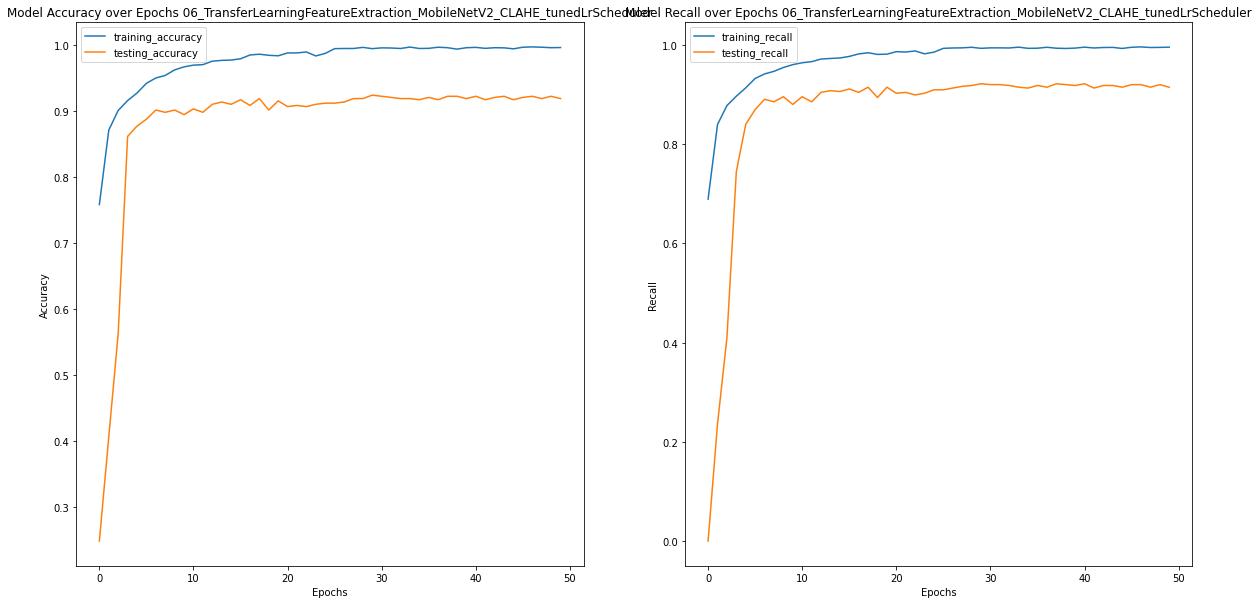 Model Accuracy over Epochs 06_TransferLearningFeatureExtraction_MobileNetV2_CLAHE_tunedLrScheduler
training_accuracy
testing_accuracy
1.0
0.9
0.8
0.7
0.6
0.5
0.4
0.3
Accuracy
0 10 20 30 40 50
Epochs
Model Recall over Epochs 06_TransferLearningFeatureExtraction_MobileNetV2_CLAHE_tunedLrScheduler
training_recall
testing_recall
1.0
0.8
0.6
0.4
0.2
0.0
Recall
0 10 20 30 40 50
Epochs